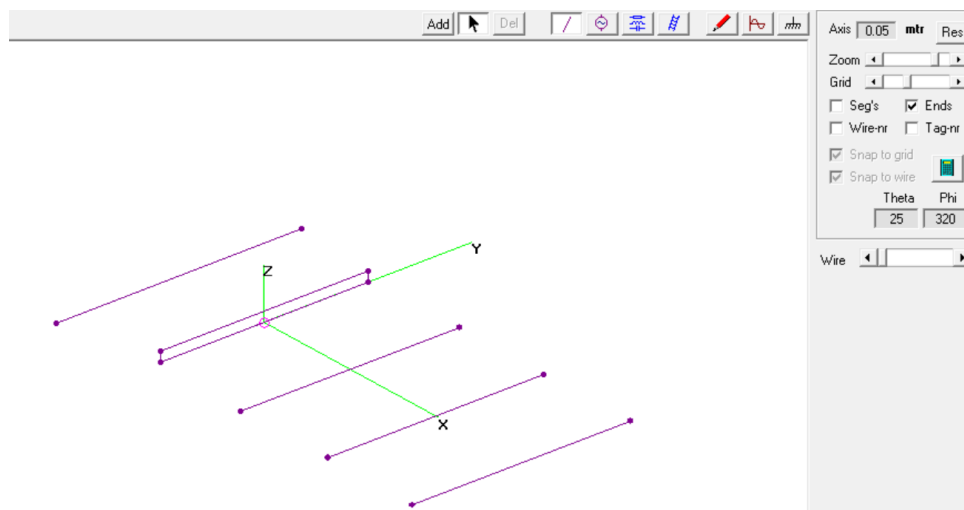 Add Del
Axis 0.05 mtr Res
Zoom
Grid
Seg's Ends
Wire-nr Tag-nr
Snap to grid
Snap to wire
Theta Phi
25 320
Wire
Z
Y
X